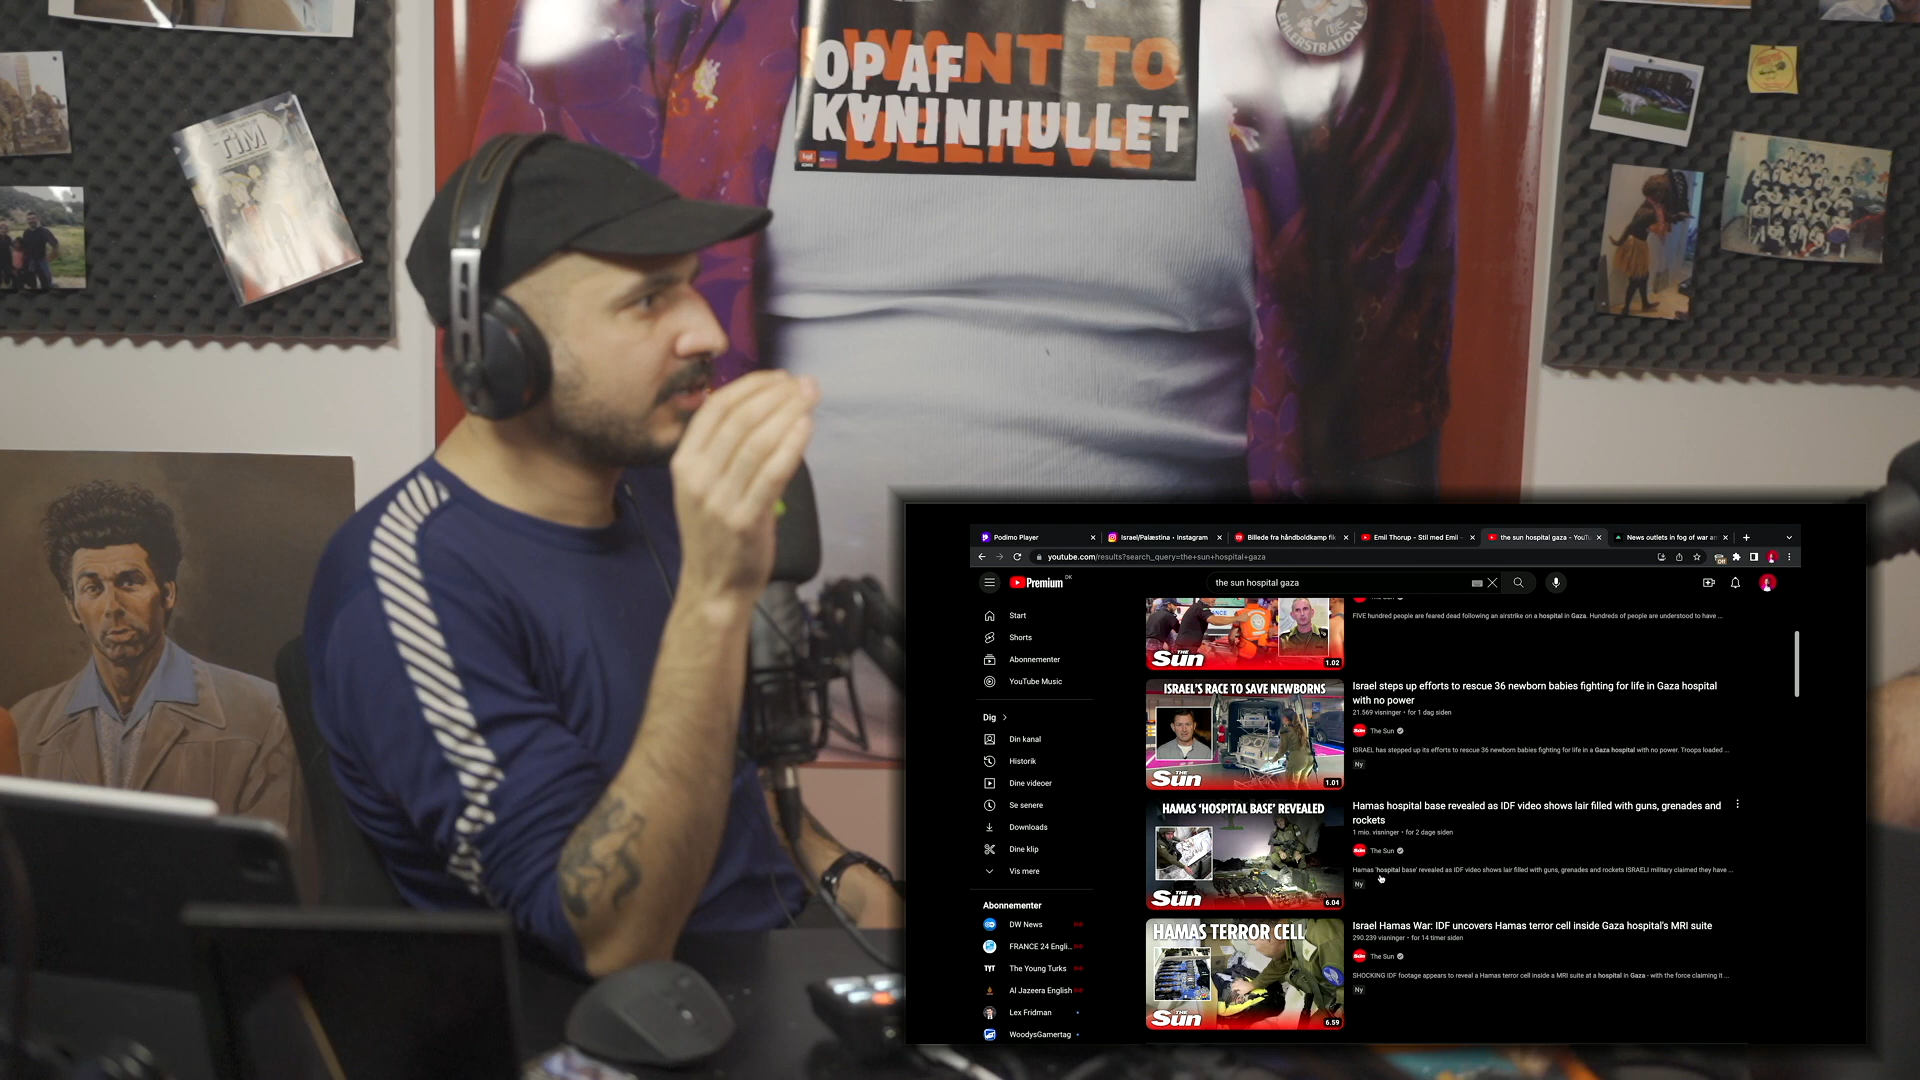 WANT TO
OP AF
KANINHULLET
BELIEVE
EILERSTRATION
TIM
Podimo Player
Israel/Palæstina • Instagram
Billede fra håndboldkamp fik
Emil Thorup - Stil med Emil
the sun hospital gaza - YouTu
News outlets in fog of war an
youtube.com/results?search_query=the+sun+hospital+gaza
Premium DK
the sun hospital gaza
Start
Shorts
Abonnementer
YouTube Music
Dig
Din kanal
Historik
Dine videoer
Se senere
Downloads
Dine klip
Vis mere
Abonnementer
DW News
FRANCE 24 Engli...
TYT The Young Turks
Al Jazeera English
Lex Fridman
WoodysGamertag
THE Sun
1.02
FIVE hundred people are feared dead following an airstrike on a hospital in Gaza. Hundreds of people are understood to have ...
ISRAEL'S RACE TO SAVE NEWBORNS
THE Sun
1.01
Israel steps up efforts to rescue 36 newborn babies fighting for life in Gaza hospital
with no power
21.569 visninger • for 1 dag siden
The Sun
ISRAEL has stepped up its efforts to rescue 36 newborn babies fighting for life in a Gaza hospital with no power. Troops loaded ...
Ny
HAMAS 'HOSPITAL BASE' REVEALED
THE Sun
6.04
Hamas hospital base revealed as IDF video shows lair filled with guns, grenades and
rockets
1 mio. visninger • for 2 dage siden
The Sun
Hamas 'hospital base' revealed as IDF video shows lair filled with guns, grenades and rockets ISRAELI military claimed they have ...
Ny
HAMAS TERROR CELL
THE Sun
6.59
Israel Hamas War: IDF uncovers Hamas terror cell inside Gaza hospital's MRI suite
290.239 visninger • for 14 timer siden
The Sun
SHOCKING IDF footage appears to reveal a Hamas terror cell inside a MRI suite at a hospital in Gaza - with the force claiming it ...
Ny